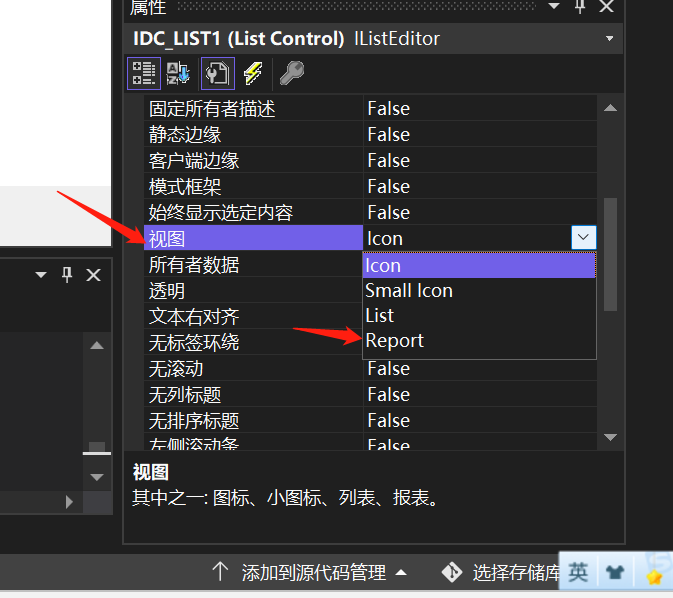 属性
IDC_LIST1 (List Control) IListEditor
固定所有者描述 False
静态边缘 False
客户端边缘 False
模式框架 False
始终显示选定内容 False
视图 Icon
所有者数据 Icon
透明 Small Icon
文本右对齐 List
无标签环绕 Report
无滚动 False
无列标题 False
无排序标题 False
左侧滚动条 False
视图
其中之一: 图标、小图标、列表、报表。
添加到源代码管理 选择存储库 英